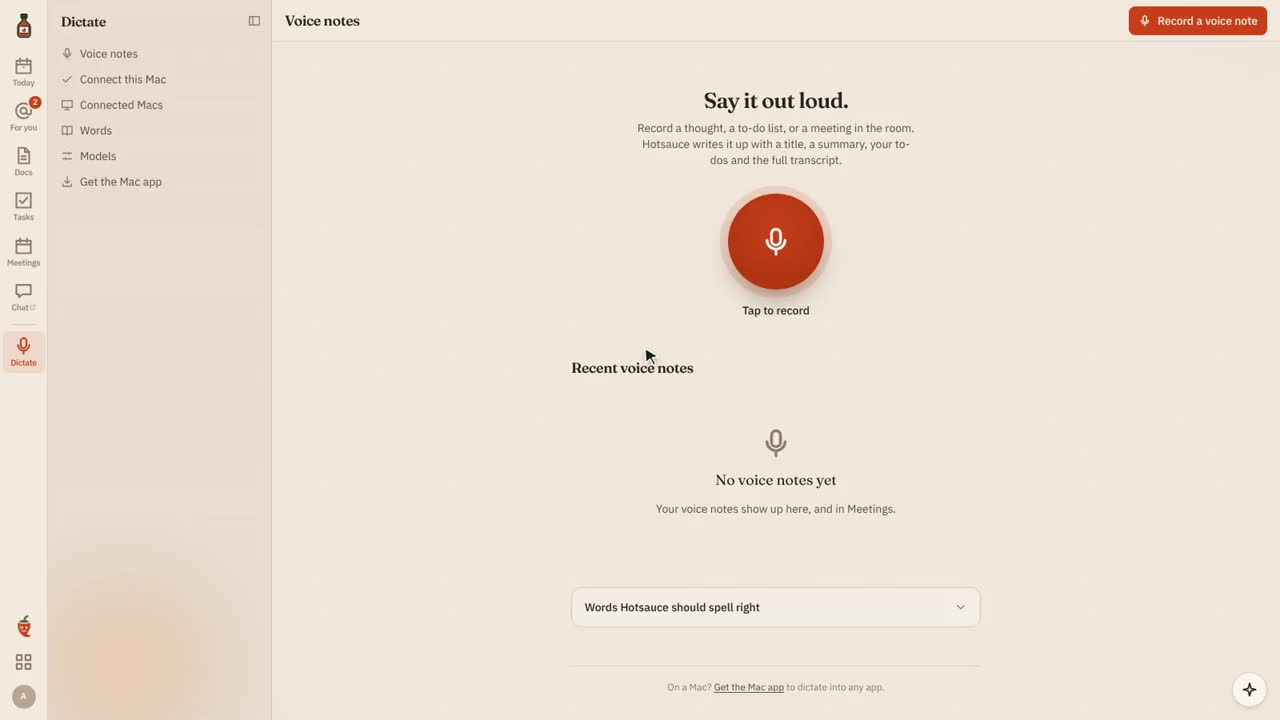 Dictate
Voice notes
Record a voice note
Today
2
For you
Docs
Tasks
Meetings
Chat
Dictate
A
Voice notes
Connect this Mac
Connected Macs
Words
Models
Get the Mac app
Say it out loud.
Record a thought, a to-do list, or a meeting in the room.
Hotsauce writes it up with a title, a summary, your to-
dos and the full transcript.
Tap to record
Recent voice notes
No voice notes yet
Your voice notes show up here, and in Meetings.
Words Hotsauce should spell right
On a Mac? Get the Mac app to dictate into any app.